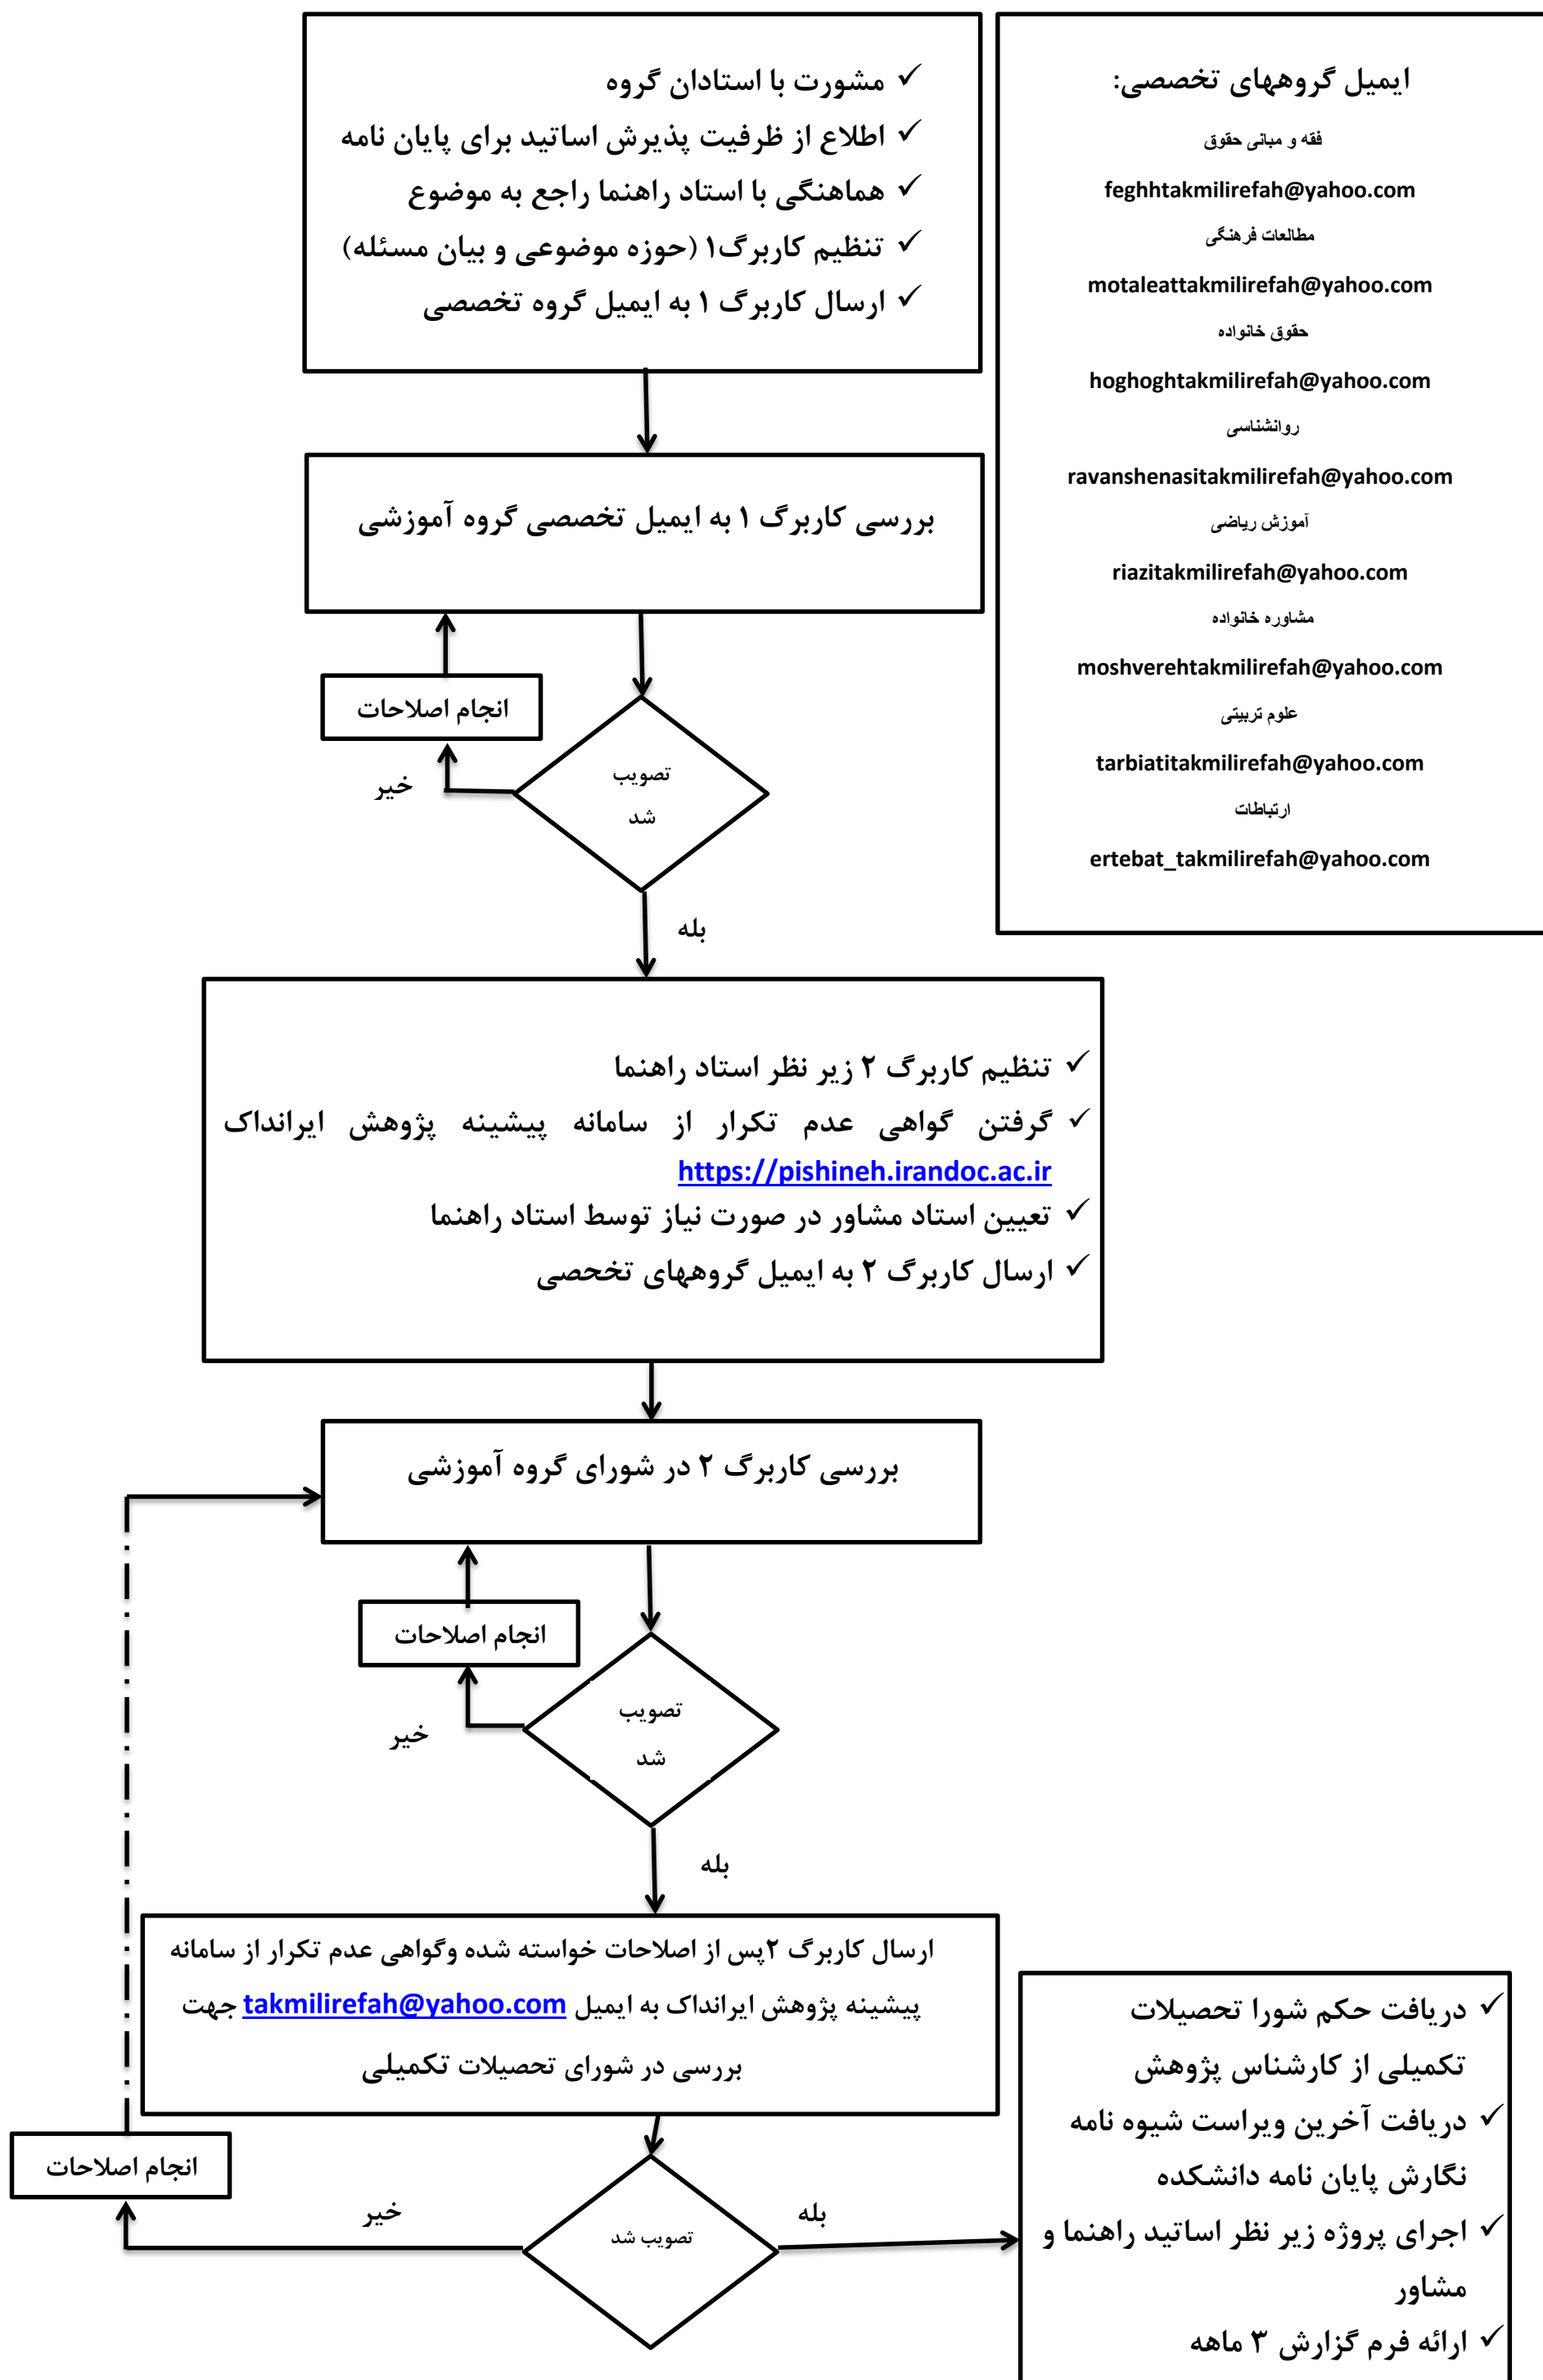 مشورت با استادان گروه
اطلاع از ظرفیت پذیرش اساتید برای پایان نامه
هماهنگی با استاد راهنما راجع به موضوع
تنظیم کاربرگ۱ (حوزه موضوعی و بیان مسئله)
ارسال کاربرگ ۱ به ایمیل گروه تخصصی
ایمیل گروههای تخصصی:
فقه و مبانی حقوق
feghhtakmilirefah@yahoo.com
مطالعات فرهنگی
motaleattakmilirefah@yahoo.com
حقوق خانواده
hoghoghtakmilirefah@yahoo.com
روانشناسی
ravanshenasitakmilirefah@yahoo.com
آموزش ریاضی
riazitakmilirefah@yahoo.com
مشاوره خانواده
moshverehtakmilirefah@yahoo.com
علوم تربیتی
tarbiatitakmilirefah@yahoo.com
ارتباطات
ertebat_takmilirefah@yahoo.com
بررسی کاربرگ ۱ به ایمیل تخصصی گروه آموزشی
انجام اصلاحات
تصویب
شد
خیر
بله
تنظیم کاربرگ ۲ زیر نظر استاد راهنما
گرفتن گواهی عدم تکرار از سامانه پیشینه پژوهش ایرانداک
https://pishineh.irandoc.ac.ir
تعیین استاد مشاور در صورت نیاز توسط استاد راهنما
ارسال کاربرگ ۲ به ایمیل گروههای تخحصی
بررسی کاربرگ ۲ در شورای گروه آموزشی
انجام اصلاحات
تصویب
شد
خیر
بله
ارسال کاربرگ ۲پس از اصلاحات خواسته شده وگواهی عدم تکرار از سامانه
پیشینه پژوهش ایرانداک به ایمیل takmilirefah@yahoo.com جهت
بررسی در شورای تحصیلات تکمیلی
انجام اصلاحات
خیر
تصویب شد
بله
دریافت حکم شورا تحصیلات
تکمیلی از کارشناس پژوهش
دریافت آخرین ویراست شیوه نامه
نگارش پایان نامه دانشکده
اجرای پروژه زیر نظر اساتید راهنما و
مشاور
ارائه فرم گزارش ۳ ماهه